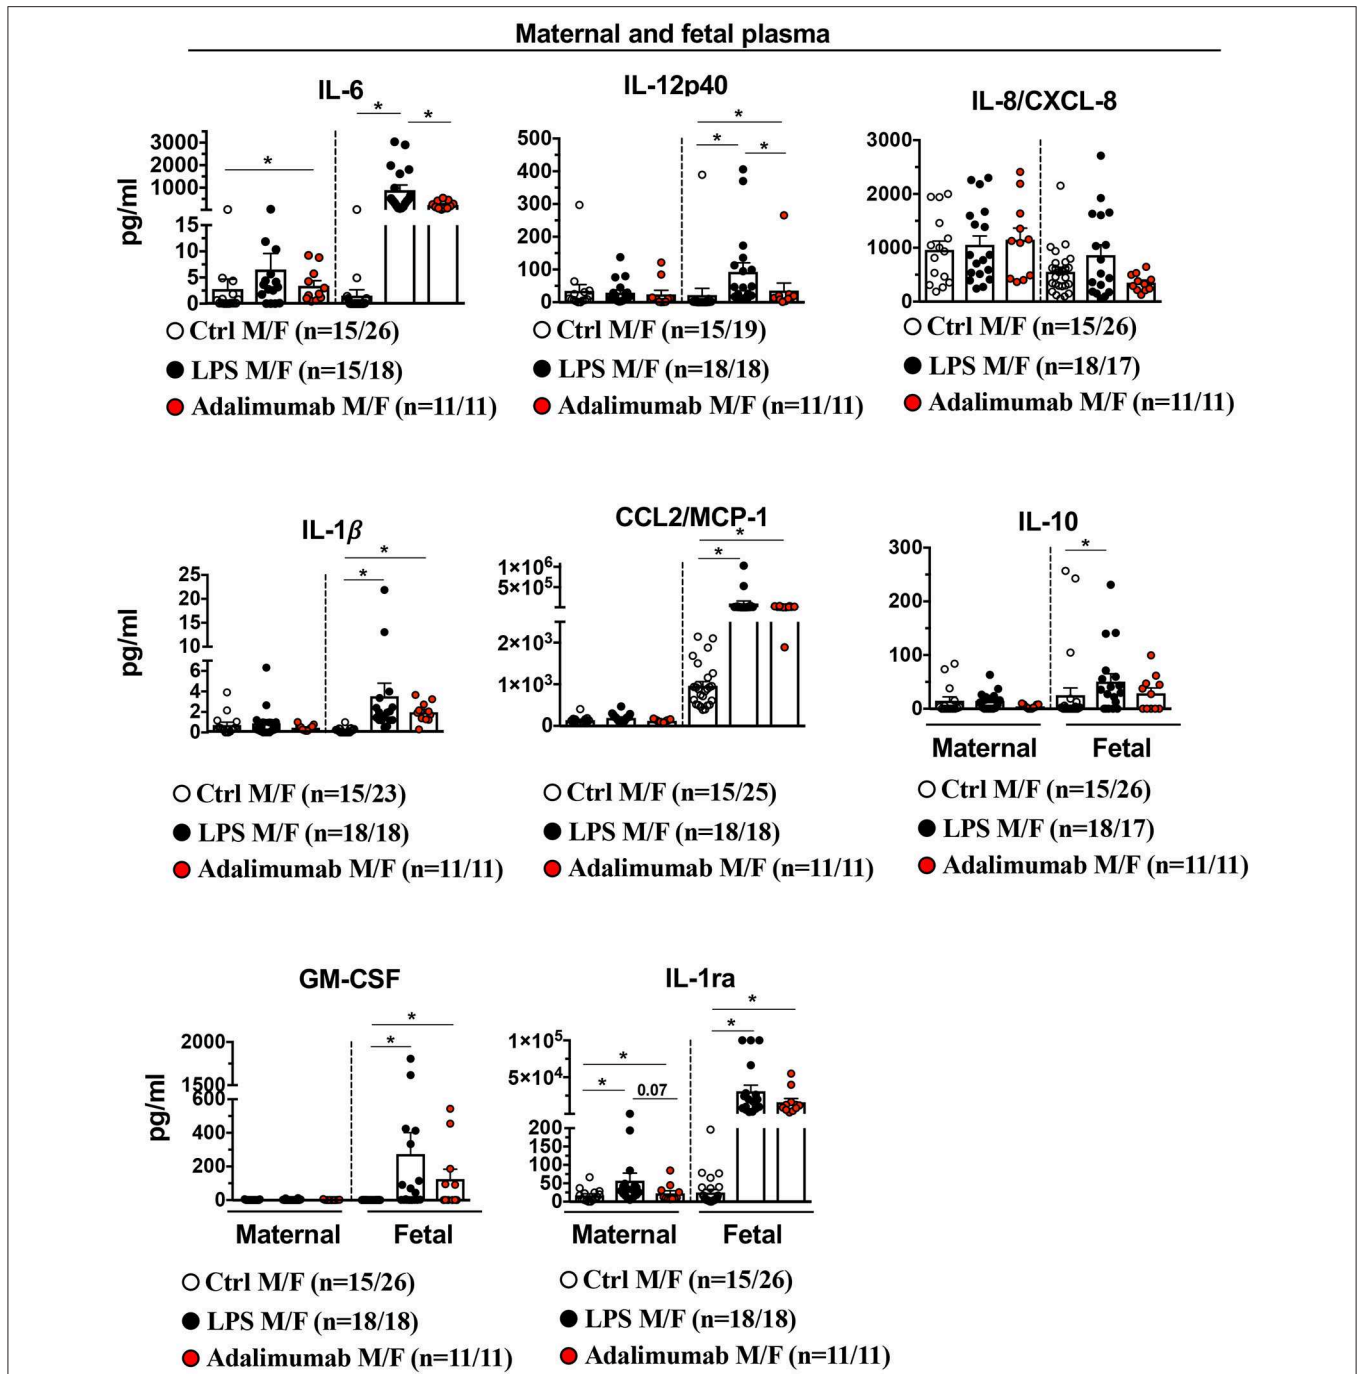 Maternal and fetal plasma
IL-6
IL-12p40
IL-8/CXCL-8
pg/ml
3000
2000
1000
15
10
5
0
*
*
*
500
400
300
200
100
0
*
*
*
3000
2000
1000
0
Ctrl M/F (n=15/26)
LPS M/F (n=15/18)
Adalimumab M/F (n=11/11)
Ctrl M/F (n=15/19)
LPS M/F (n=18/18)
Adalimumab M/F (n=11/11)
Ctrl M/F (n=15/26)
LPS M/F (n=18/17)
Adalimumab M/F (n=11/11)
IL-1β
CCL2/MCP-1
IL-10
pg/ml
25
20
15
10
6
4
2
0
*
*
1×10⁶
5×10⁵
2×10³
1×10³
0
*
*
300
200
100
0
*
Maternal
Fetal
Ctrl M/F (n=15/23)
LPS M/F (n=18/18)
Adalimumab M/F (n=11/11)
Ctrl M/F (n=15/25)
LPS M/F (n=18/18)
Adalimumab M/F (n=11/11)
Ctrl M/F (n=15/26)
LPS M/F (n=18/17)
Adalimumab M/F (n=11/11)
GM-CSF
IL-1ra
pg/ml
2000
1500
600
400
200
0
*
*
Maternal
Fetal
1×10⁵
5×10⁴
200
150
100
50
0
*
*
0.07
*
*
Maternal
Fetal
Ctrl M/F (n=15/26)
LPS M/F (n=18/18)
Adalimumab M/F (n=11/11)
Ctrl M/F (n=15/26)
LPS M/F (n=18/18)
Adalimumab M/F (n=11/11)